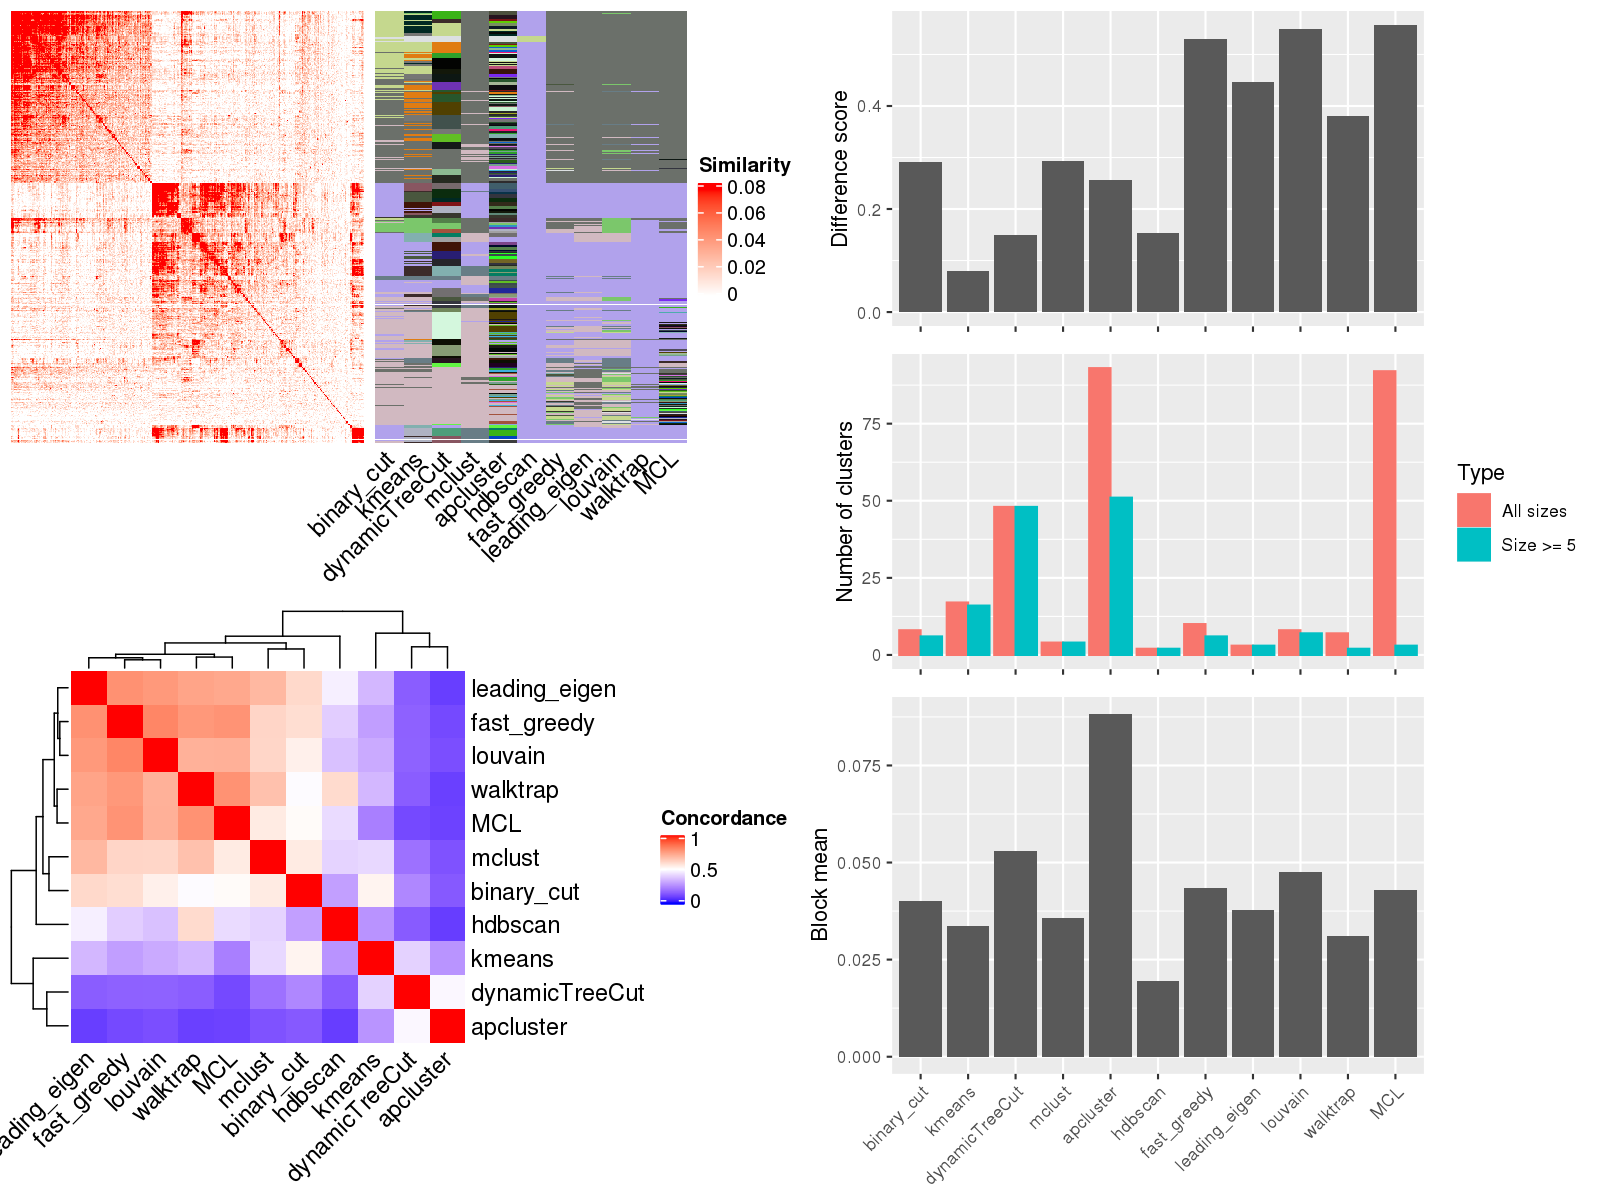 Similarity
0.08
0.06
0.04
0.02
0
binary_cut
kmeans
dynamicTreeCut
mclust
apcluster
hdbscan
fast_greedy
leading_eigen
louvain
walktrap
MCL
leading_eigen
fast_greedy
louvain
walktrap
MCL
mclust
binary_cut
hdbscan
kmeans
dynamicTreeCut
apcluster
Concordance
1
0.5
0
eading_eigen
fast_greedy
louvain
walktrap
MCL
mclust
binary_cut
hdbscan
kmeans
dynamicTreeCut
apcluster
Difference score
0.4
0.2
0.0
Number of clusters
75
50
25
0
Type
All sizes
Size >= 5
Block mean
0.075
0.050
0.025
0.000
binary_cut
kmeans
dynamicTreeCut
mclust
apcluster
hdbscan
fast_greedy
leading_eigen
louvain
walktrap
MCL